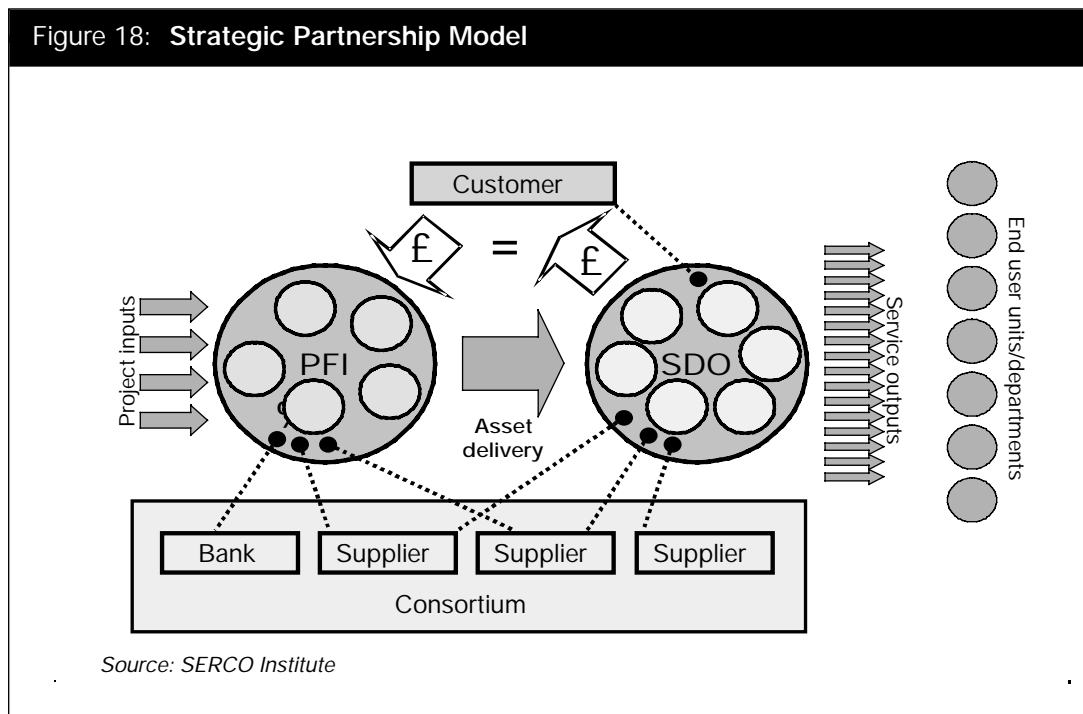 Figure 18: Strategic Partnership Model
Customer
£
=
£
Project inputs
PFI
SDO
Asset
delivery
Service outputs
End user units/departments
Bank
Supplier
Supplier
Supplier
Consortium
Source: SERCO Institute